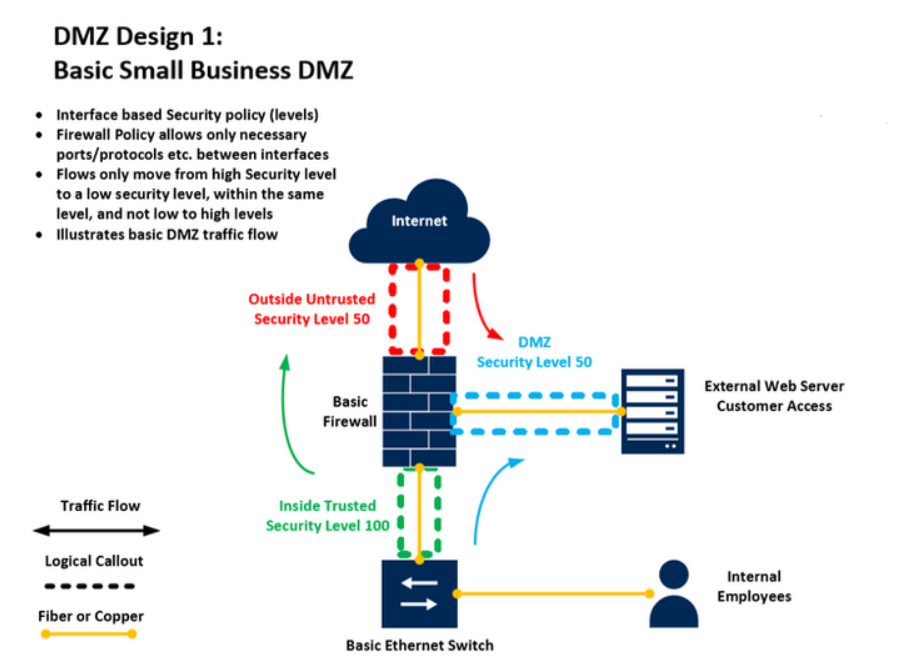 DMZ Design 1:
Basic Small Business DMZ
• Interface based Security policy (levels)
• Firewall Policy allows only necessary
ports/protocols etc. between interfaces
• Flows only move from high Security level
to a low security level, within the same
level, and not low to high levels
• Illustrates basic DMZ traffic flow
Internet
Outside Untrusted
Security Level 50
DMZ
Security Level 50
External Web Server
Customer Access
Basic
Firewall
Inside Trusted
Security Level 100
Traffic Flow
Logical Callout
Fiber or Copper
Internal
Employees
Basic Ethernet Switch